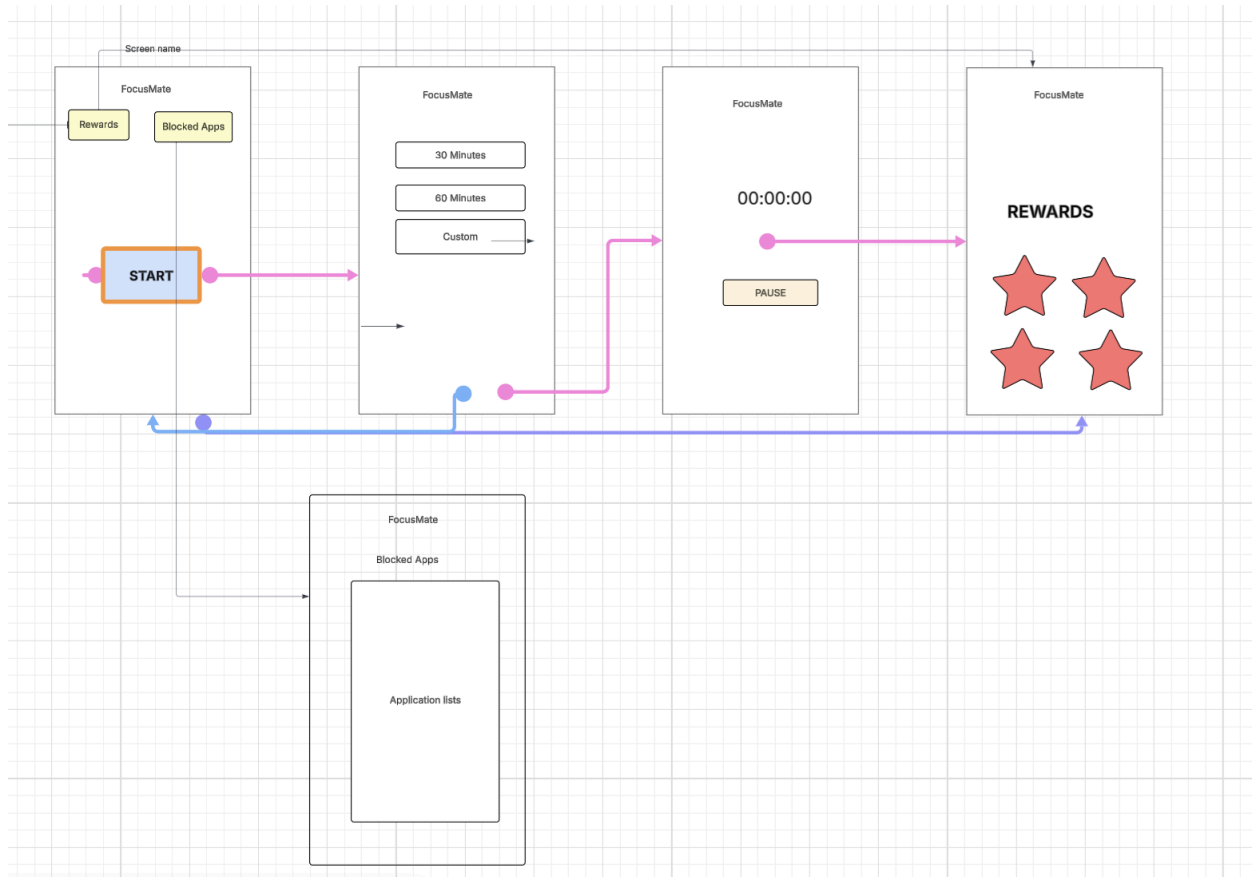 Screen name
FocusMate
Rewards
Blocked Apps
START
FocusMate
30 Minutes
60 Minutes
Custom
FocusMate
00:00:00
PAUSE
FocusMate
REWARDS
FocusMate
Blocked Apps
Application lists